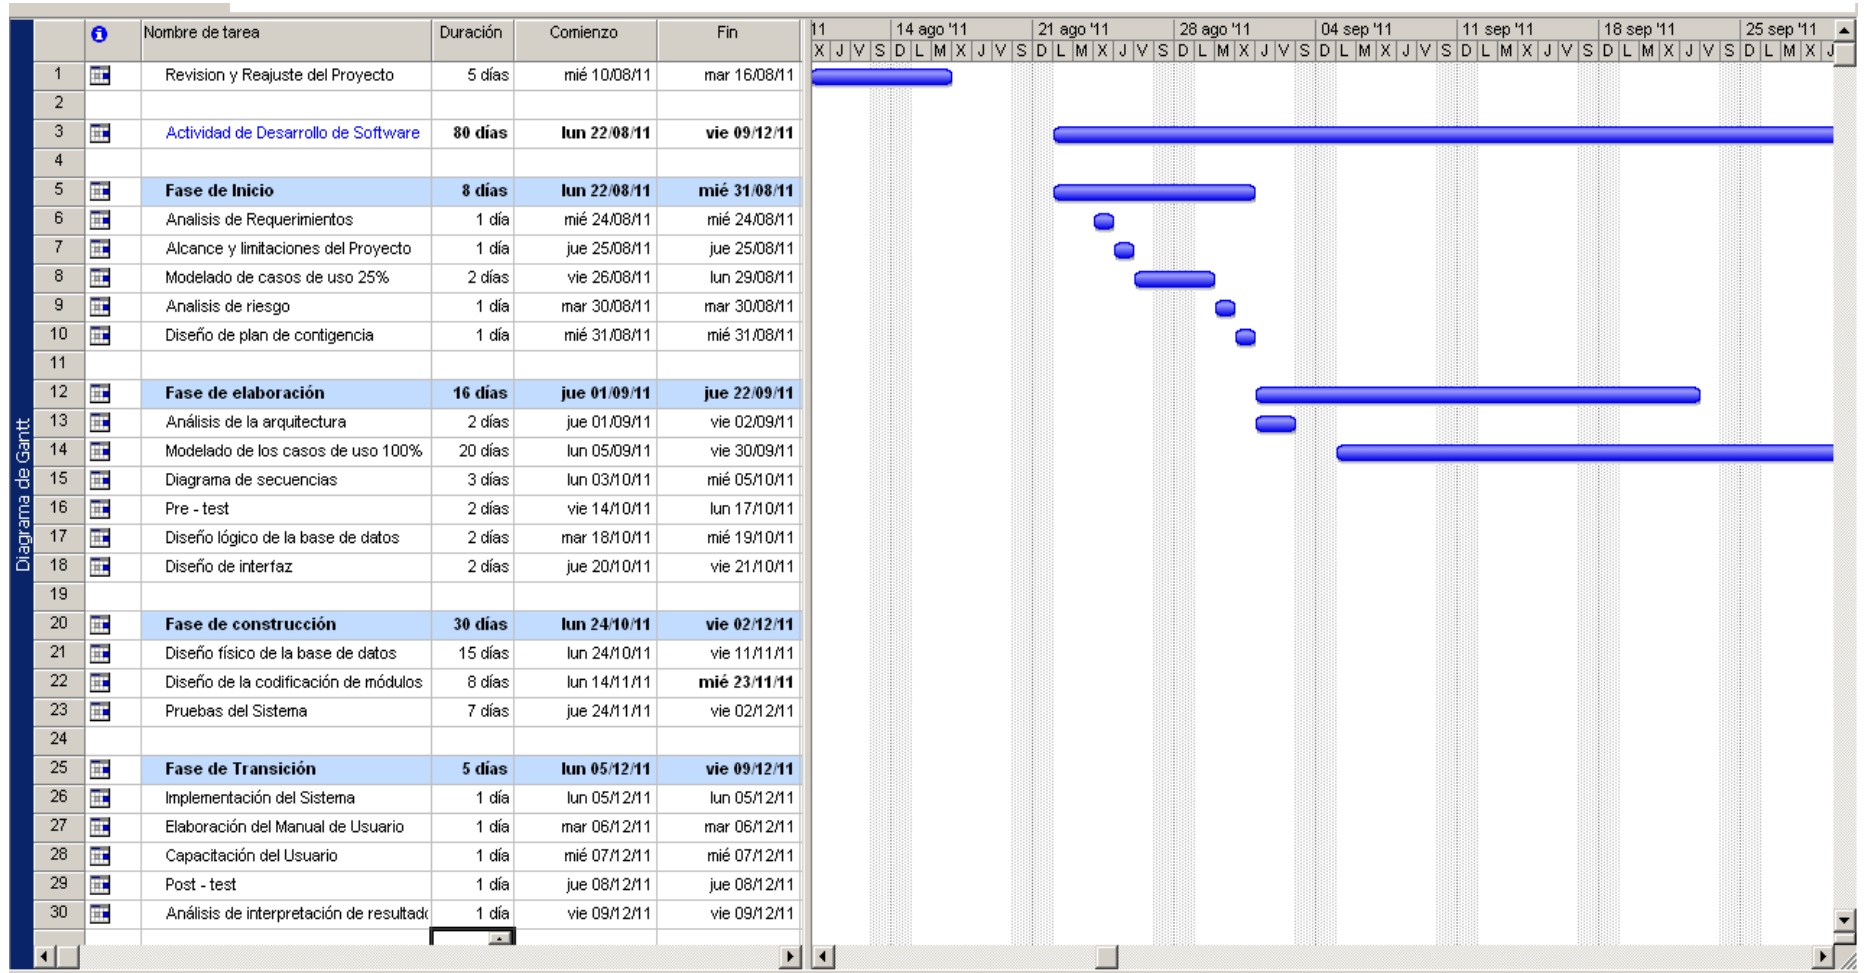 Nombre de tarea Duración Comienzo Fin
11 14 ago '11 21 ago '11 28 ago '11 04 sep '11 11 sep '11 18 sep '11 25 sep '11
X J V S D L M X J V S D L M X J V S D L M X J V S D L M X J V S D L M X J V S D L M X J V S D L M X J
1 Revision y Reajuste del Proyecto 5 días mié 10/08/11 mar 16/08/11
2
3 Actividad de Desarrollo de Software 80 días lun 22/08/11 vie 09/12/11
4
5 Fase de Inicio 8 días lun 22/08/11 mié 31/08/11
6 Analisis de Requerimientos 1 día mié 24/08/11 mié 24/08/11
7 Alcance y limitaciones del Proyecto 1 día jue 25/08/11 jue 25/08/11
8 Modelado de casos de uso 25% 2 días vie 26/08/11 lun 29/08/11
9 Analisis de riesgo 1 día mar 30/08/11 mar 30/08/11
10 Diseño de plan de contigencia 1 día mié 31/08/11 mié 31/08/11
11
12 Fase de elaboración 16 días jue 01/09/11 jue 22/09/11
13 Análisis de la arquitectura 2 días jue 01/09/11 vie 02/09/11
14 Modelado de los casos de uso 100% 20 días lun 05/09/11 vie 30/09/11
15 Diagrama de secuencias 3 días lun 03/10/11 mié 05/10/11
16 Pre - test 2 días vie 14/10/11 lun 17/10/11
17 Diseño lógico de la base de datos 2 días mar 18/10/11 mié 19/10/11
18 Diseño de interfaz 2 días jue 20/10/11 vie 21/10/11
19
20 Fase de construcción 30 días lun 24/10/11 vie 02/12/11
21 Diseño físico de la base de datos 15 días lun 24/10/11 vie 11/11/11
22 Diseño de la codificación de módulos 8 días lun 14/11/11 mié 23/11/11
23 Pruebas del Sistema 7 días jue 24/11/11 vie 02/12/11
24
25 Fase de Transición 5 días lun 05/12/11 vie 09/12/11
26 Implementación del Sistema 1 día lun 05/12/11 lun 05/12/11
27 Elaboración del Manual de Usuario 1 día mar 06/12/11 mar 06/12/11
28 Capacitación del Usuario 1 día mié 07/12/11 mié 07/12/11
29 Post - test 1 día jue 08/12/11 jue 08/12/11
30 Análisis de interpretación de resultado 1 día vie 09/12/11 vie 09/12/11
Diagrama de Gantt